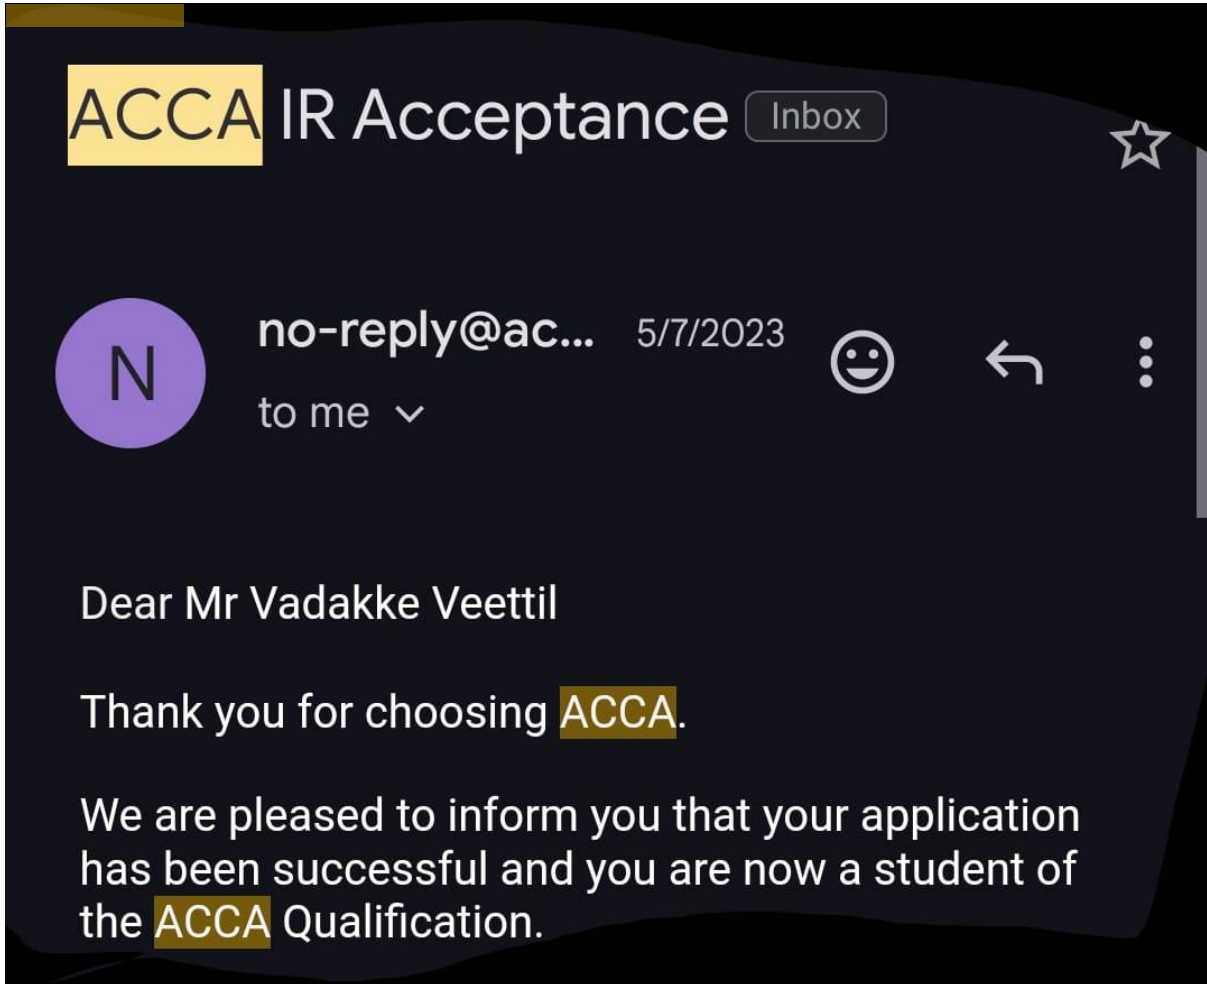 ACCA IR Acceptance Inbox
N
no-reply@ac... 5/7/2023
to me
Dear Mr Vadakke Veettil
Thank you for choosing ACCA.
We are pleased to inform you that your application
has been successful and you are now a student of
the ACCA Qualification.